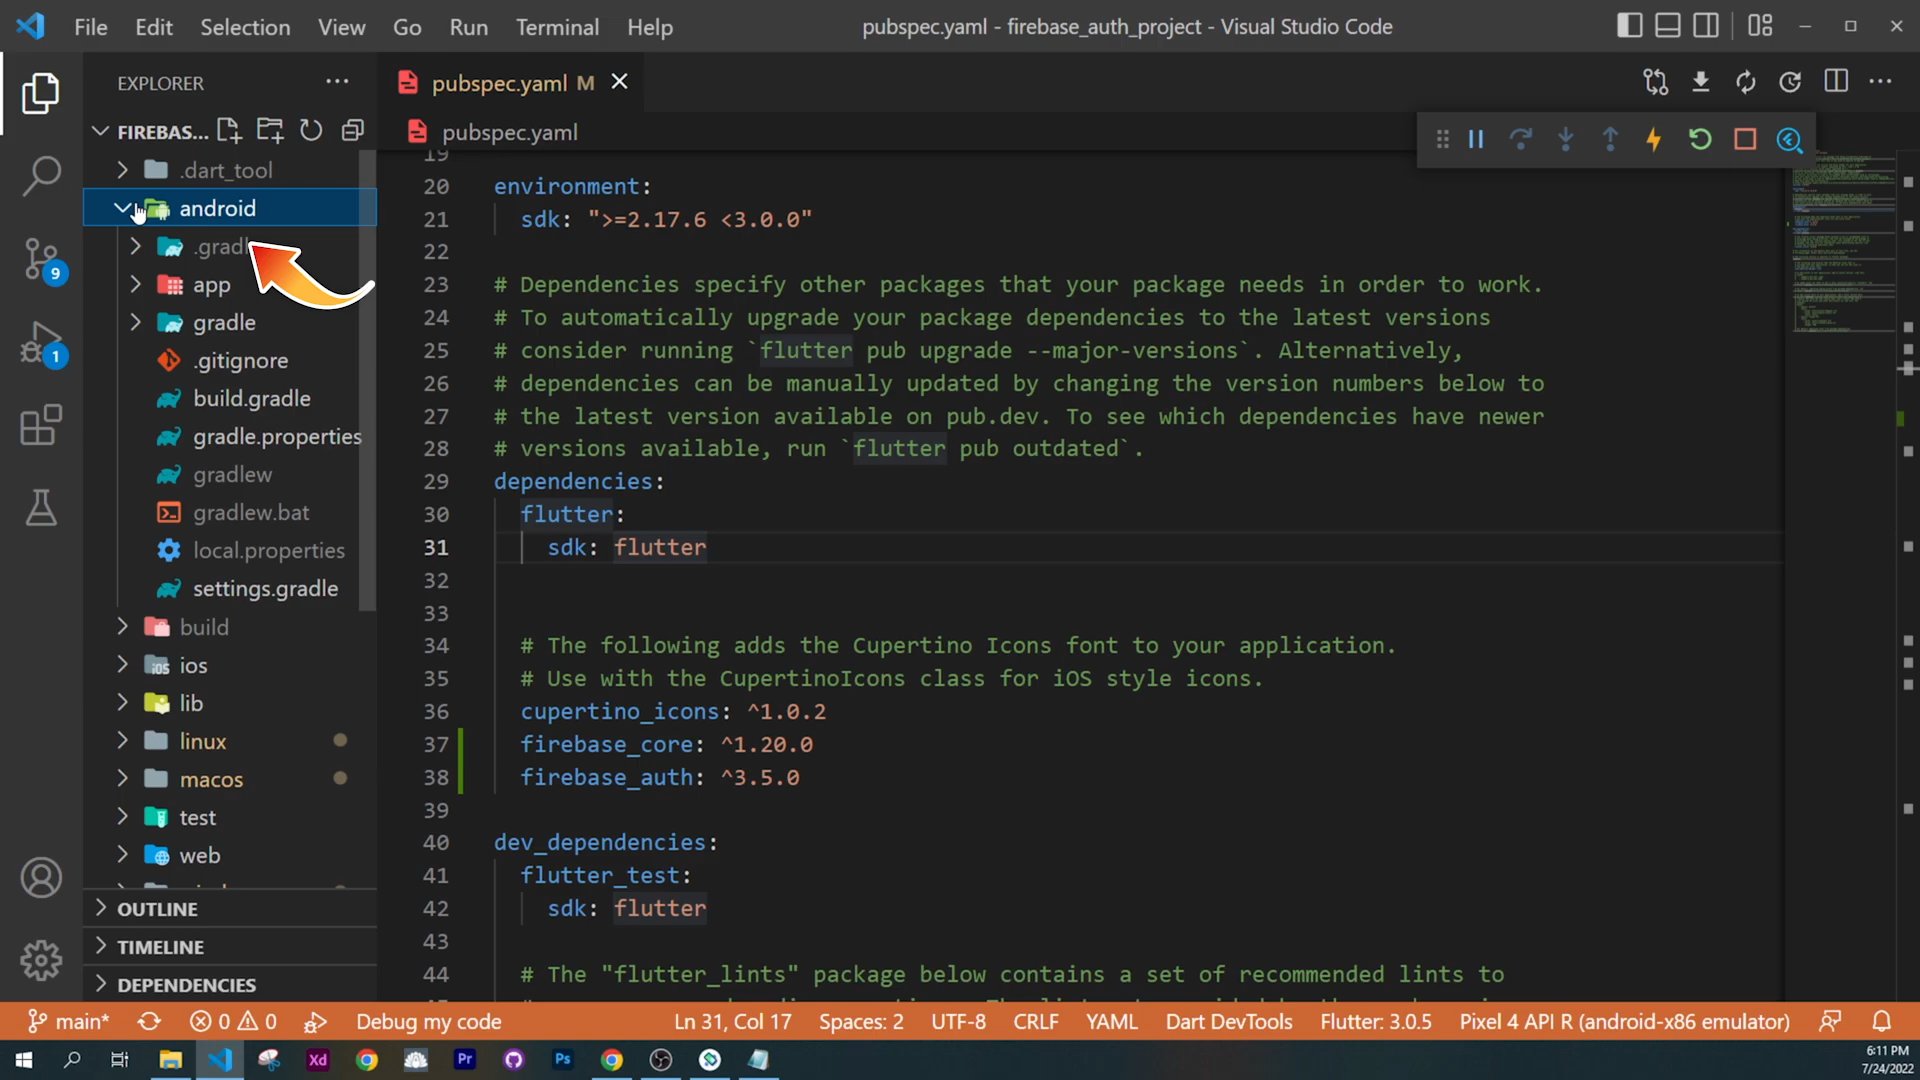 File Edit Selection View Go Run Terminal Help
pubspec.yaml - firebase_auth_project - Visual Studio Code
EXPLORER
pubspec.yaml M
FIREBAS...
pubspec.yaml
.dart_tool
android
.gradl
app
gradle
.gitignore
build.gradle
gradle.properties
gradlew
gradlew.bat
local.properties
settings.gradle
build
ios
lib
linux
macos
test
web
OUTLINE
TIMELINE
DEPENDENCIES
9
1
19
20 environment:
21 sdk: ">=2.17.6 <3.0.0"
22
23 # Dependencies specify other packages that your package needs in order to work.
24 # To automatically upgrade your package dependencies to the latest versions
25 # consider running `flutter pub upgrade --major-versions`. Alternatively,
26 # dependencies can be manually updated by changing the version numbers below to
27 # the latest version available on pub.dev. To see which dependencies have newer
28 # versions available, run `flutter pub outdated`.
29 dependencies:
30 flutter:
31 sdk: flutter
32
33
34 # The following adds the Cupertino Icons font to your application.
35 # Use with the CupertinoIcons class for iOS style icons.
36 cupertino_icons: ^1.0.2
37 firebase_core: ^1.20.0
38 firebase_auth: ^3.5.0
39
40 dev_dependencies:
41 flutter_test:
42 sdk: flutter
43
44 # The "flutter_lints" package below contains a set of recommended lints to
main* 0 0 Debug my code Ln 31, Col 17 Spaces: 2 UTF-8 CRLF YAML Dart DevTools Flutter: 3.0.5 Pixel 4 API R (android-x86 emulator)
Xd Pr Ps
6:11 PM
7/24/2022